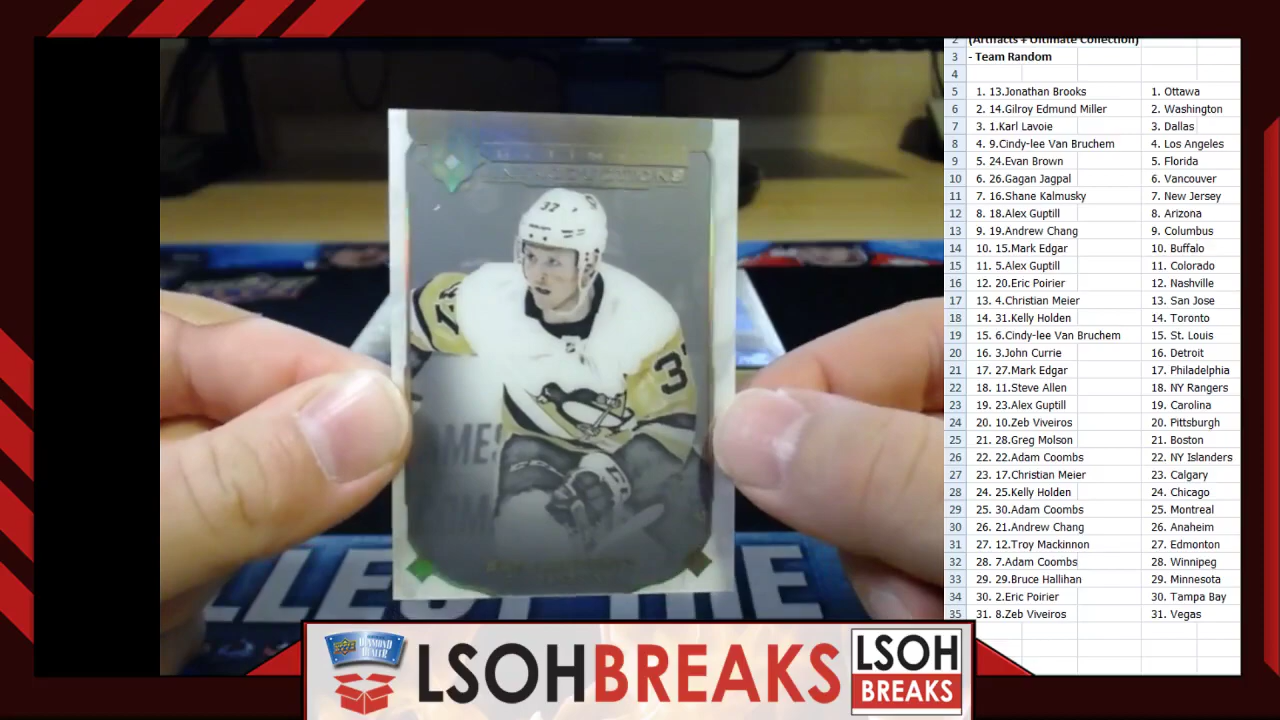 2 (Artifacts + Ultimate Collection)
3 - Team Random
4
5 1. 13.Jonathan Brooks 1. Ottawa
6 2. 14.Gilroy Edmund Miller 2. Washington
7 3. 1.Karl Lavoie 3. Dallas
8 4. 9.Cindy-lee Van Bruchem 4. Los Angeles
9 5. 24.Evan Brown 5. Florida
10 6. 26.Gagan Jagpal 6. Vancouver
11 7. 16.Shane Kalmusky 7. New Jersey
12 8. 18.Alex Guptill 8. Arizona
13 9. 19.Andrew Chang 9. Columbus
14 10. 15.Mark Edgar 10. Buffalo
15 11. 5.Alex Guptill 11. Colorado
16 12. 20.Eric Poirier 12. Nashville
17 13. 4.Christian Meier 13. San Jose
18 14. 31.Kelly Holden 14. Toronto
19 15. 6.Cindy-lee Van Bruchem 15. St. Louis
20 16. 3.John Currie 16. Detroit
21 17. 27.Mark Edgar 17. Philadelphia
22 18. 11.Steve Allen 18. NY Rangers
23 19. 23.Alex Guptill 19. Carolina
24 20. 10.Zeb Viveiros 20. Pittsburgh
25 21. 28.Greg Molson 21. Boston
26 22. 22.Adam Coombs 22. NY Islanders
27 23. 17.Christian Meier 23. Calgary
28 24. 25.Kelly Holden 24. Chicago
29 25. 30.Adam Coombs 25. Montreal
30 26. 21.Andrew Chang 26. Anaheim
31 27. 12.Troy Mackinnon 27. Edmonton
32 28. 7.Adam Coombs 28. Winnipeg
33 29. 29.Bruce Hallihan 29. Minnesota
34 30. 2.Eric Poirier 30. Tampa Bay
35 31. 8.Zeb Viveiros 31. Vegas
INTRODUCTIONS
37
LLECT THE
DIAMOND
DEALER
LSOHBREAKS
LSOH
BREAKS